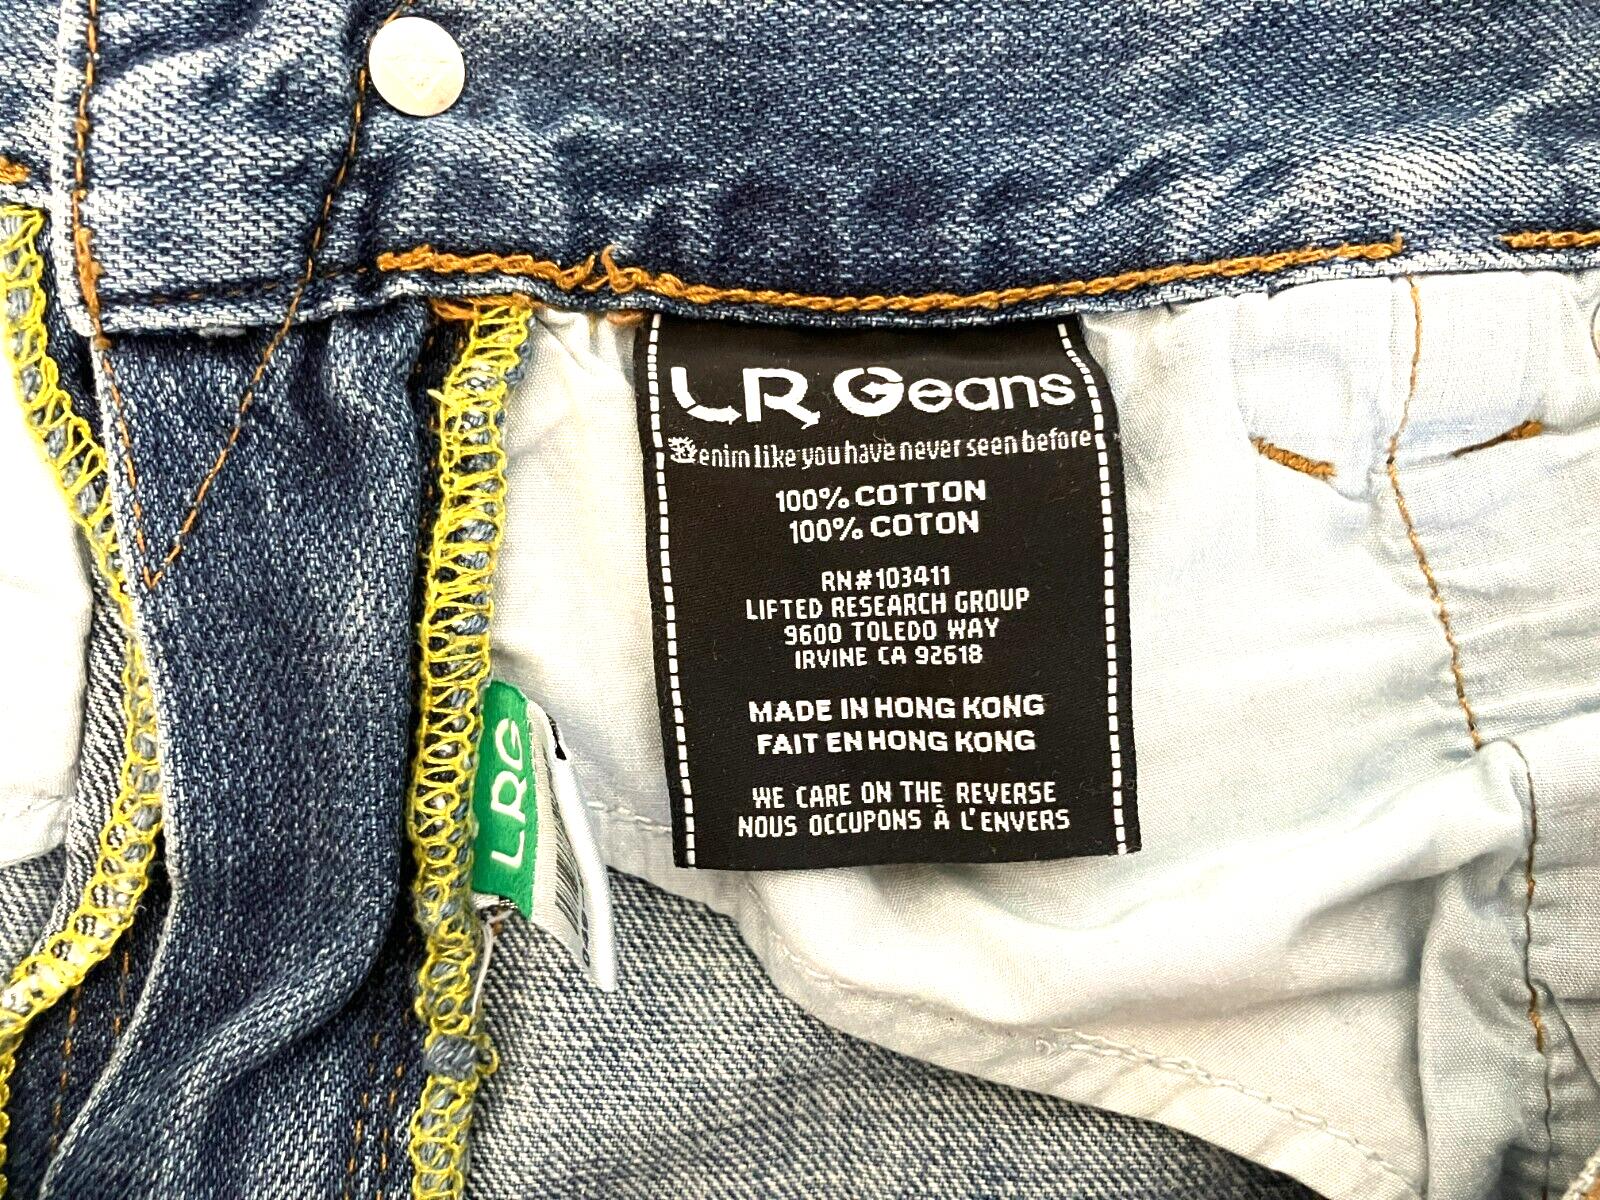 LR Geans
Denim like you have never seen before
100% COTTON
100% COTON
RN#103411
LIFTED RESEARCH GROUP
9600 TOLEDO WAY
IRVINE CA 92618
MADE IN HONG KONG
FAIT EN HONG KONG
WE CARE ON THE REVERSE
NOUS OCCUPONS À L'ENVERS
LRG